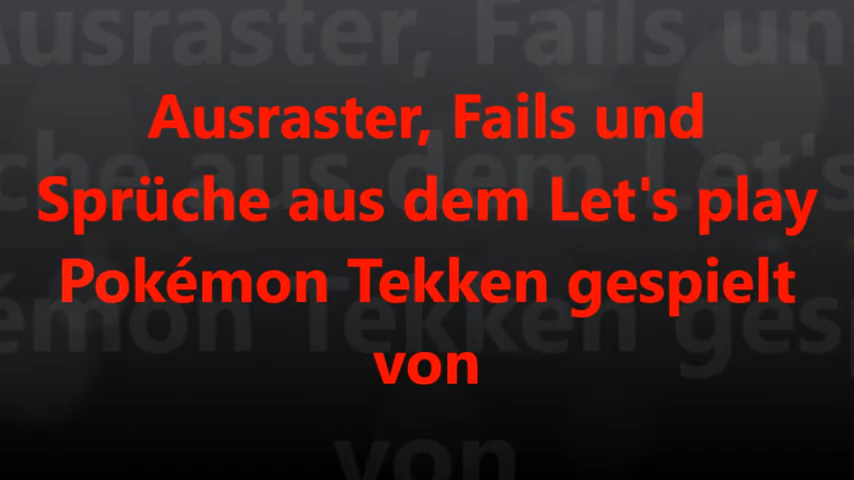 Ausraster, Fails und
Sprüche aus dem Let's play
Pokémon Tekken gespielt
von